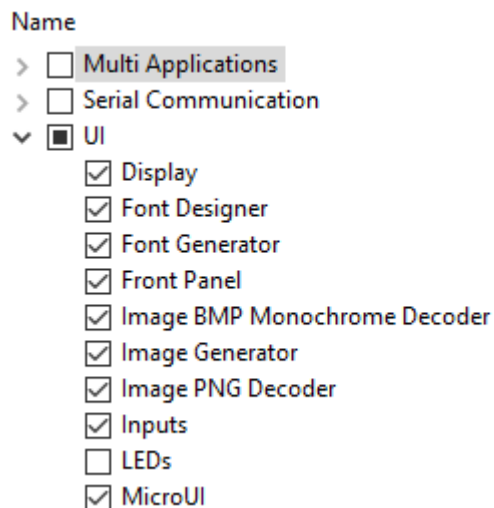 Name
Multi Applications
Serial Communication
UI
Display
Font Designer
Font Generator
Front Panel
Image BMP Monochrome Decoder
Image Generator
Image PNG Decoder
Inputs
LEDs
MicroUI